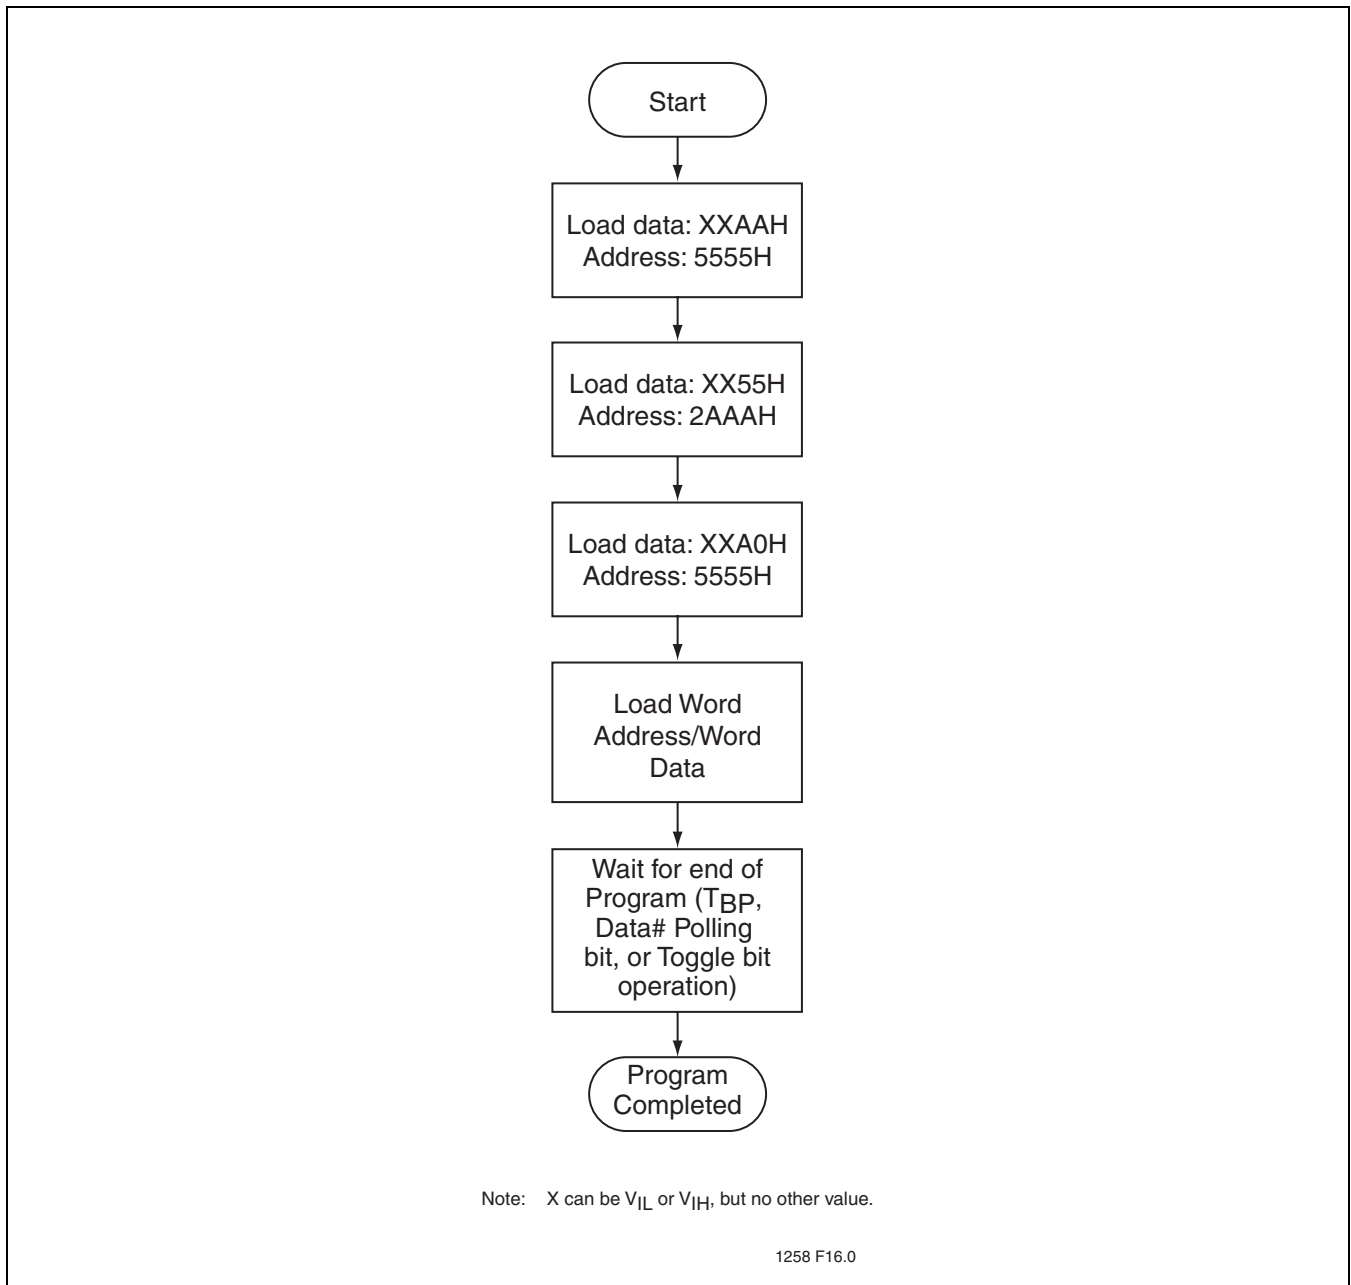 Start
Load data: XXAAH
Address: 5555H
Load data: XX55H
Address: 2AAAH
Load data: XXA0H
Address: 5555H
Load Word
Address/Word
Data
Wait for end of
Program (TBP,
Data# Polling
bit, or Toggle bit
operation)
Program
Completed
Note: X can be VIL or VIH, but no other value.
1258 F16.0